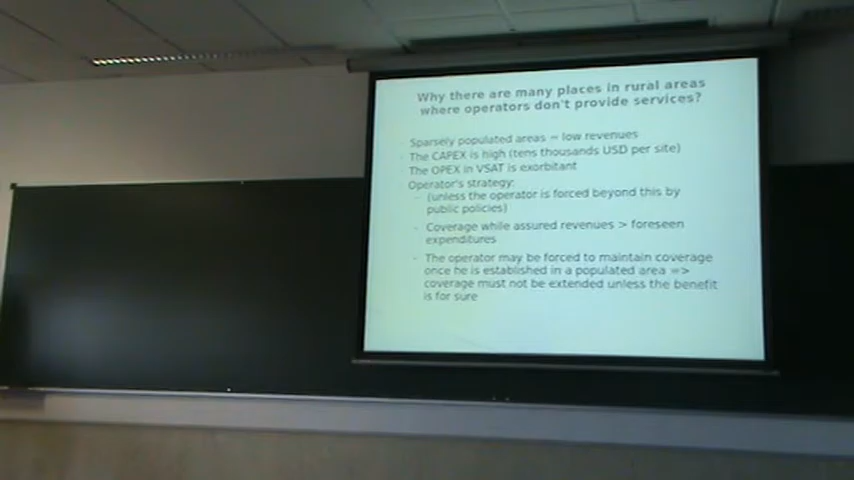 Why there are many places in rural areas
where operators don't provide services?
Sparsely populated areas = low revenues
The CAPEX is high (tens thousands USD per site)
The OPEX in VSAT is exorbitant
Operator's strategy:
- (unless the operator is forced beyond this by
public policies)
- Coverage while assured revenues > foreseen
expenditures
- The operator may be forced to maintain coverage
once he is established in a populated area =>
coverage must not be extended unless the benefit
is for sure